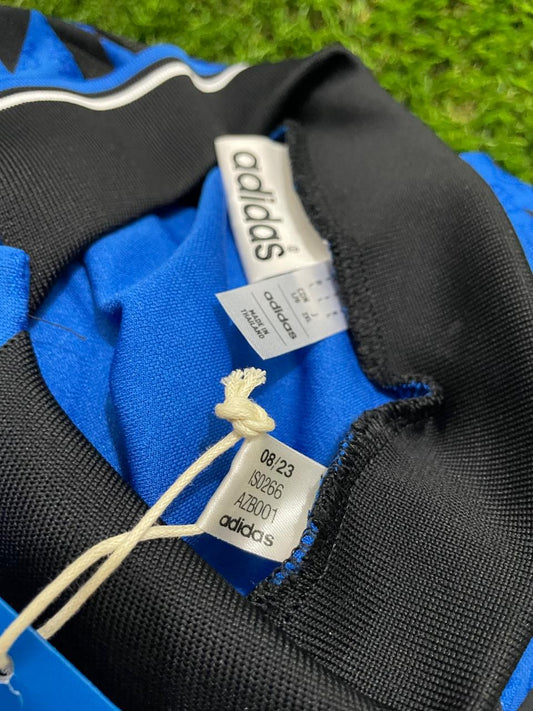 adidas
adidas
MADE IN
THAILAND
08/23
IS0266
AZB001
adidas